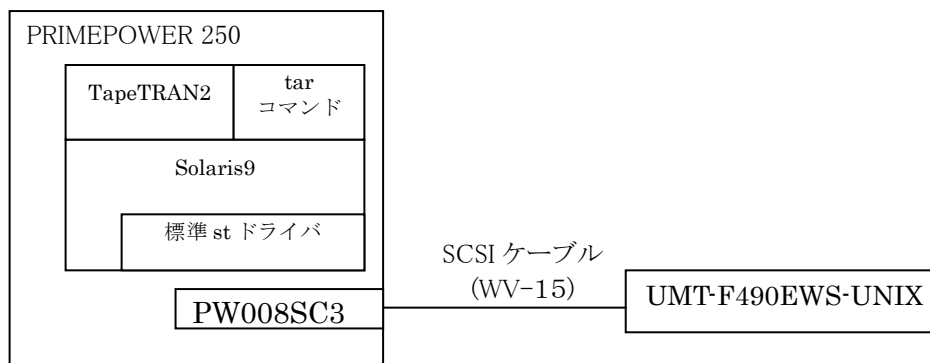 PRIMEPOWER 250
TapeTRAN2
tar
コマンド
Solaris9
標準 st ドライバ
PW008SC3
SCSI ケーブル
(WV-15)
UMT-F490EWS-UNIX